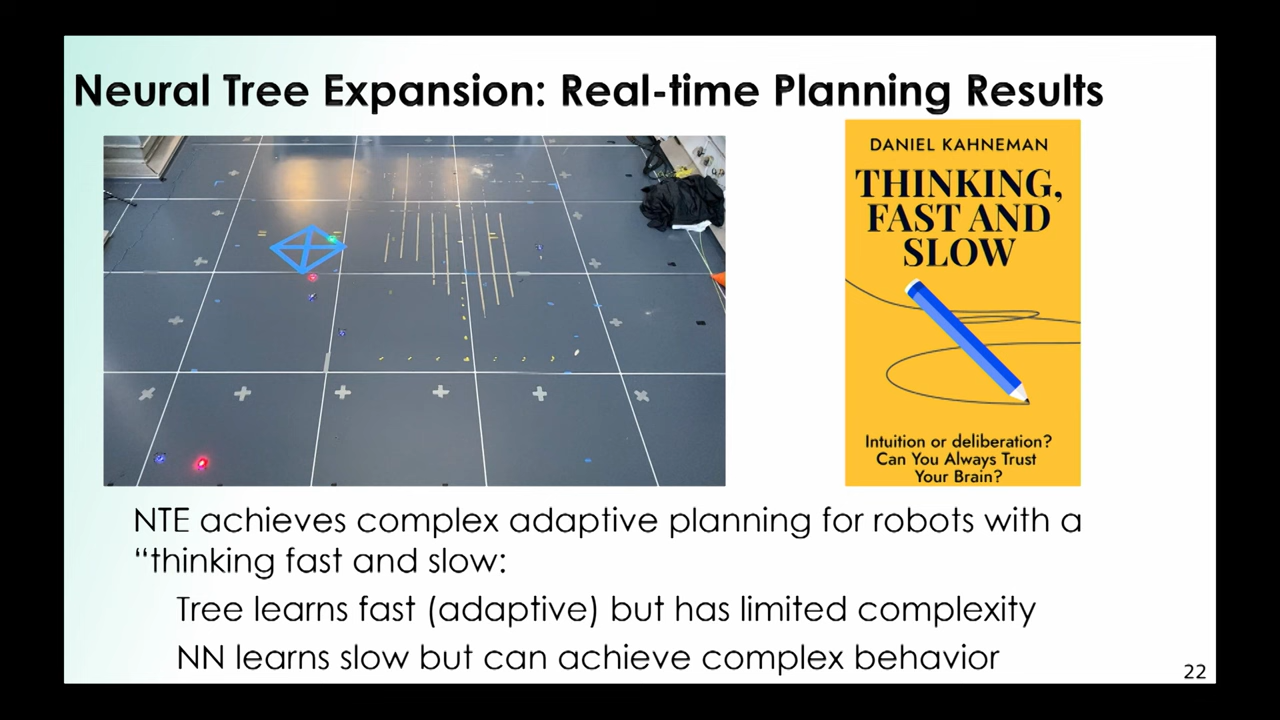 Neural Tree Expansion: Real-time Planning Results
DANIEL KAHNEMAN
THINKING,
FAST AND
SLOW
Intuition or deliberation?
Can You Always Trust
Your Brain?
NTE achieves complex adaptive planning for robots with a
“thinking fast and slow:
Tree learns fast (adaptive) but has limited complexity
NN learns slow but can achieve complex behavior
22